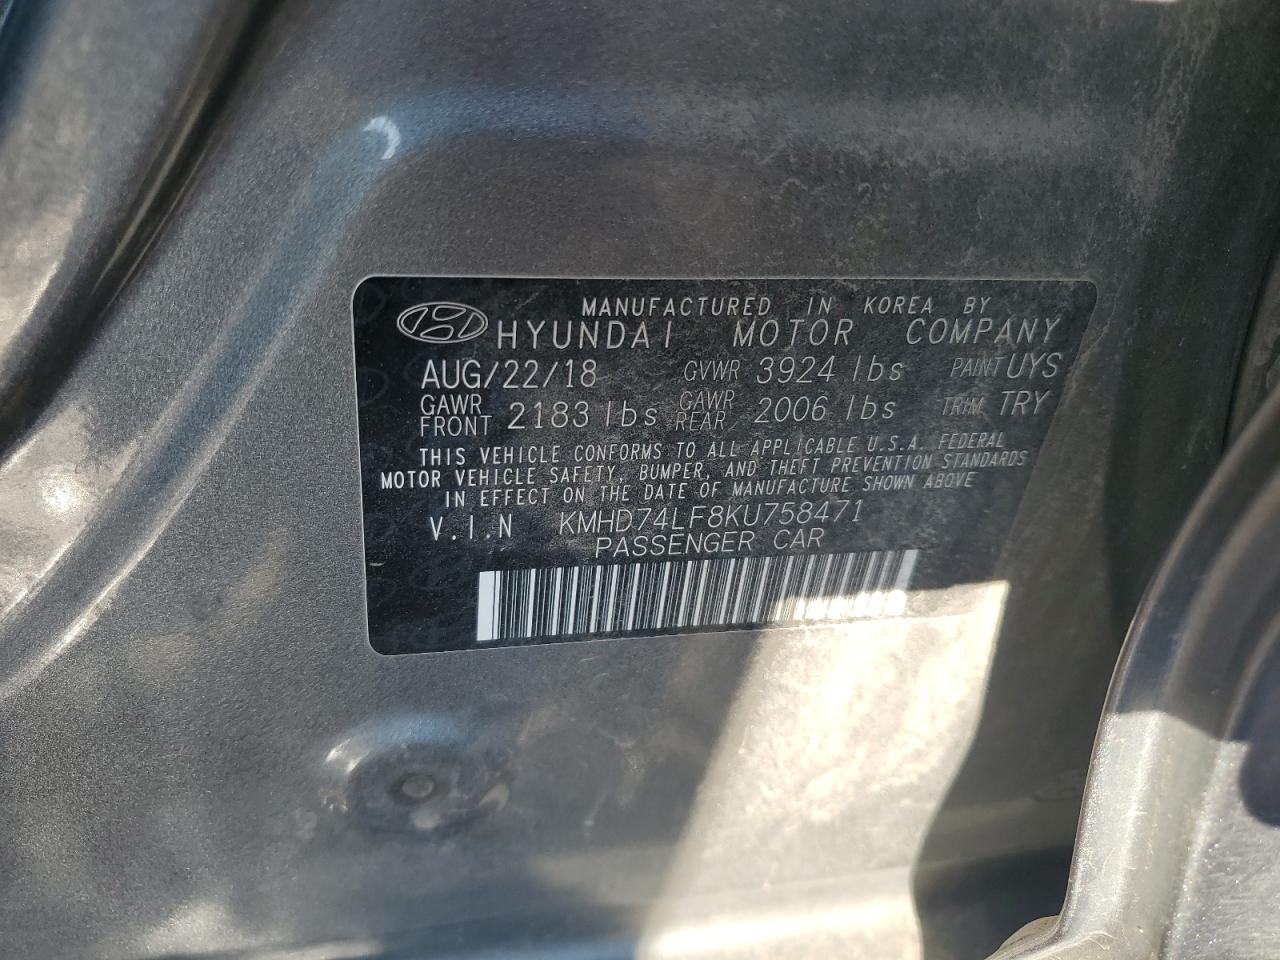 MANUFACTURED IN KOREA BY
HYUNDAI MOTOR COMPANY
AUG/22/18 GVWR 3924 lbs PAINT UYS
GAWR FRONT 2183 lbs GAWR REAR 2006 lbs TRIM TRY
THIS VEHICLE CONFORMS TO ALL APPLICABLE U.S.A. FEDERAL
MOTOR VEHICLE SAFETY, BUMPER, AND THEFT PREVENTION STANDARDS
IN EFFECT ON THE DATE OF MANUFACTURE SHOWN ABOVE
V.I.N KMHD74LF8KU758471
PASSENGER CAR